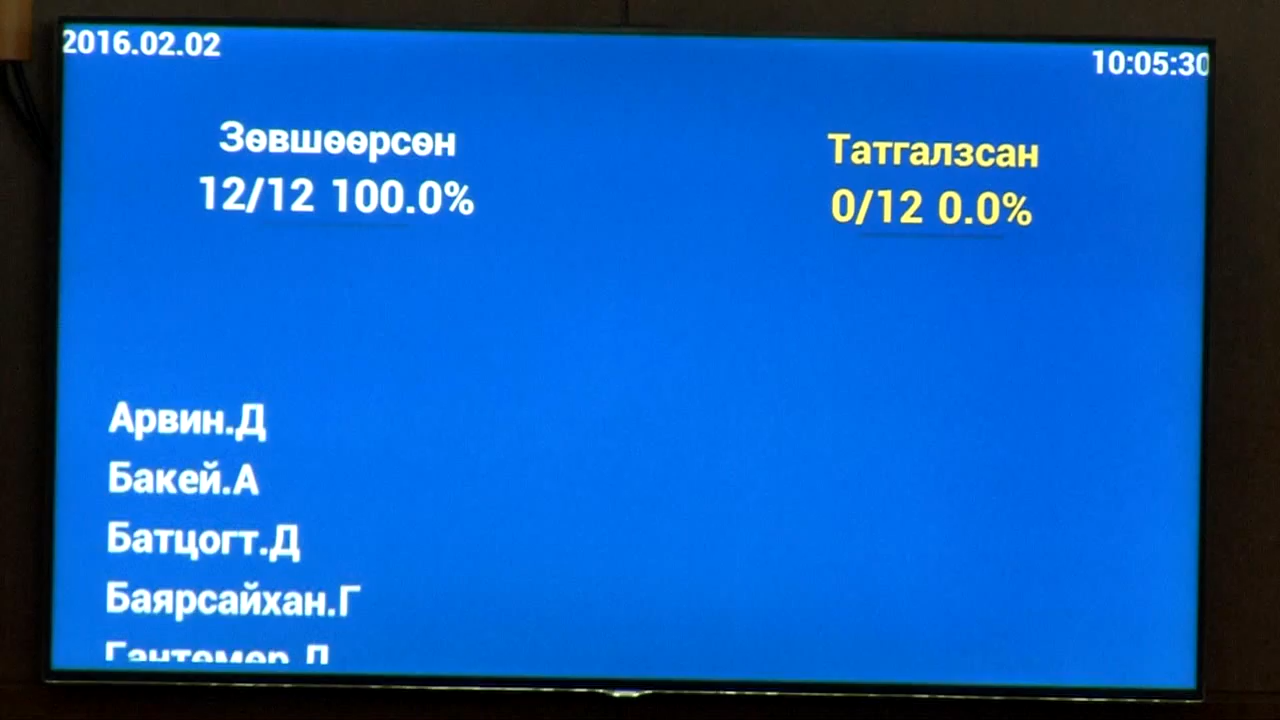 2016.02.02
10:05:30
Зөвшөөрсөн
12/12 100.0%
Татгалзсан
0/12 0.0%
Арвин.Д
Бакей.А
Батцогт.Д
Баярсайхан.Г
Гантөмөр.Л